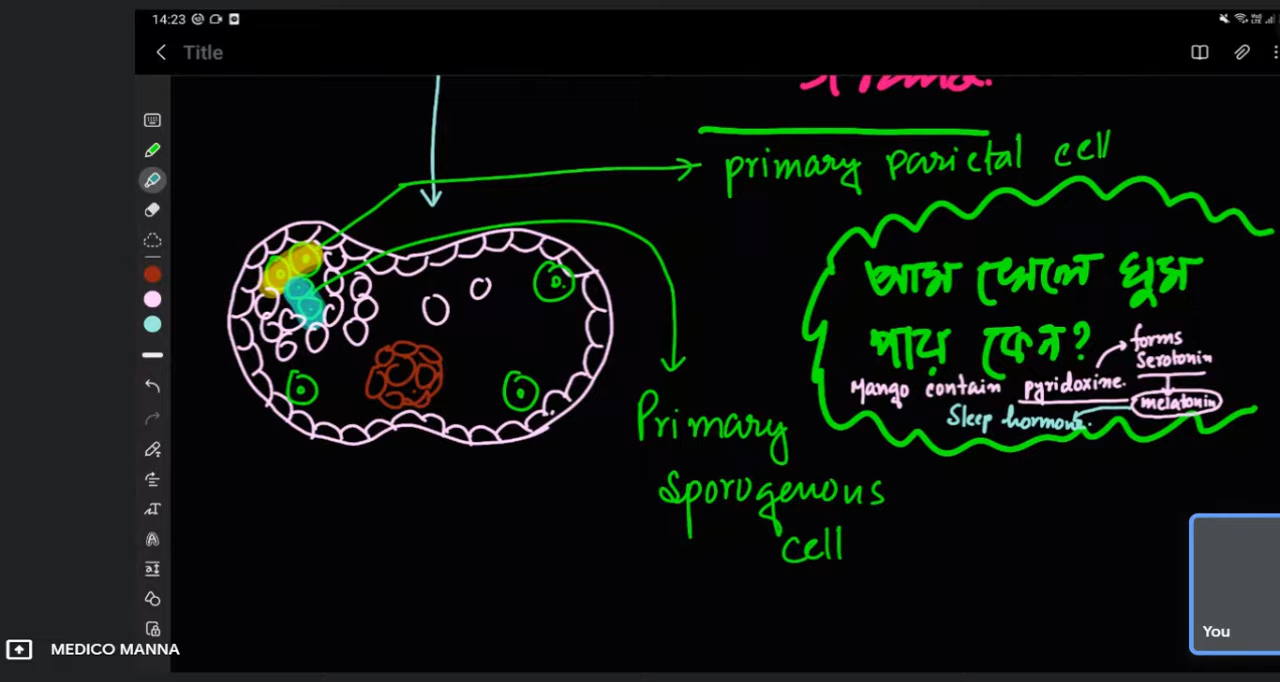 14:23
Title
primary parietal cell
আম খেলে ঘুম
পায় কেন?
forms
Serotonin
Mango contain pyridoxine.
melatonin
Sleep hormone.
Primary
Sporogenous
cell
MEDICO MANNA
You